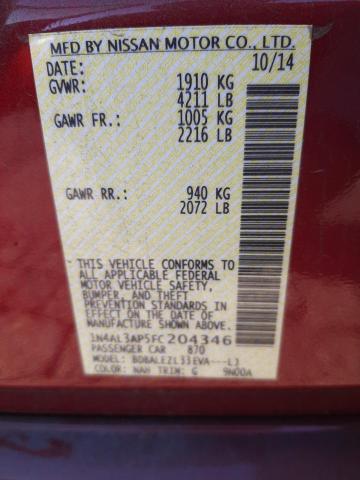 MFD BY NISSAN MOTOR CO., LTD.
DATE: 10/14
GVWR: 1910 KG
4211 LB
GAWR FR.: 1005 KG
2216 LB
GAWR RR.: 940 KG
2072 LB
THIS VEHICLE CONFORMS TO
ALL APPLICABLE FEDERAL
MOTOR VEHICLE SAFETY,
BUMPER, AND THEFT
PREVENTION STANDARDS IN
EFFECT ON THE DATE OF
MANUFACTURE SHOWN ABOVE.
1N4AL3AP5FC204346
PASSENGER CAR 870
MODEL: BDBALEZL33EVA---LJ
COLOR: NAH TRIM: G 9N00A